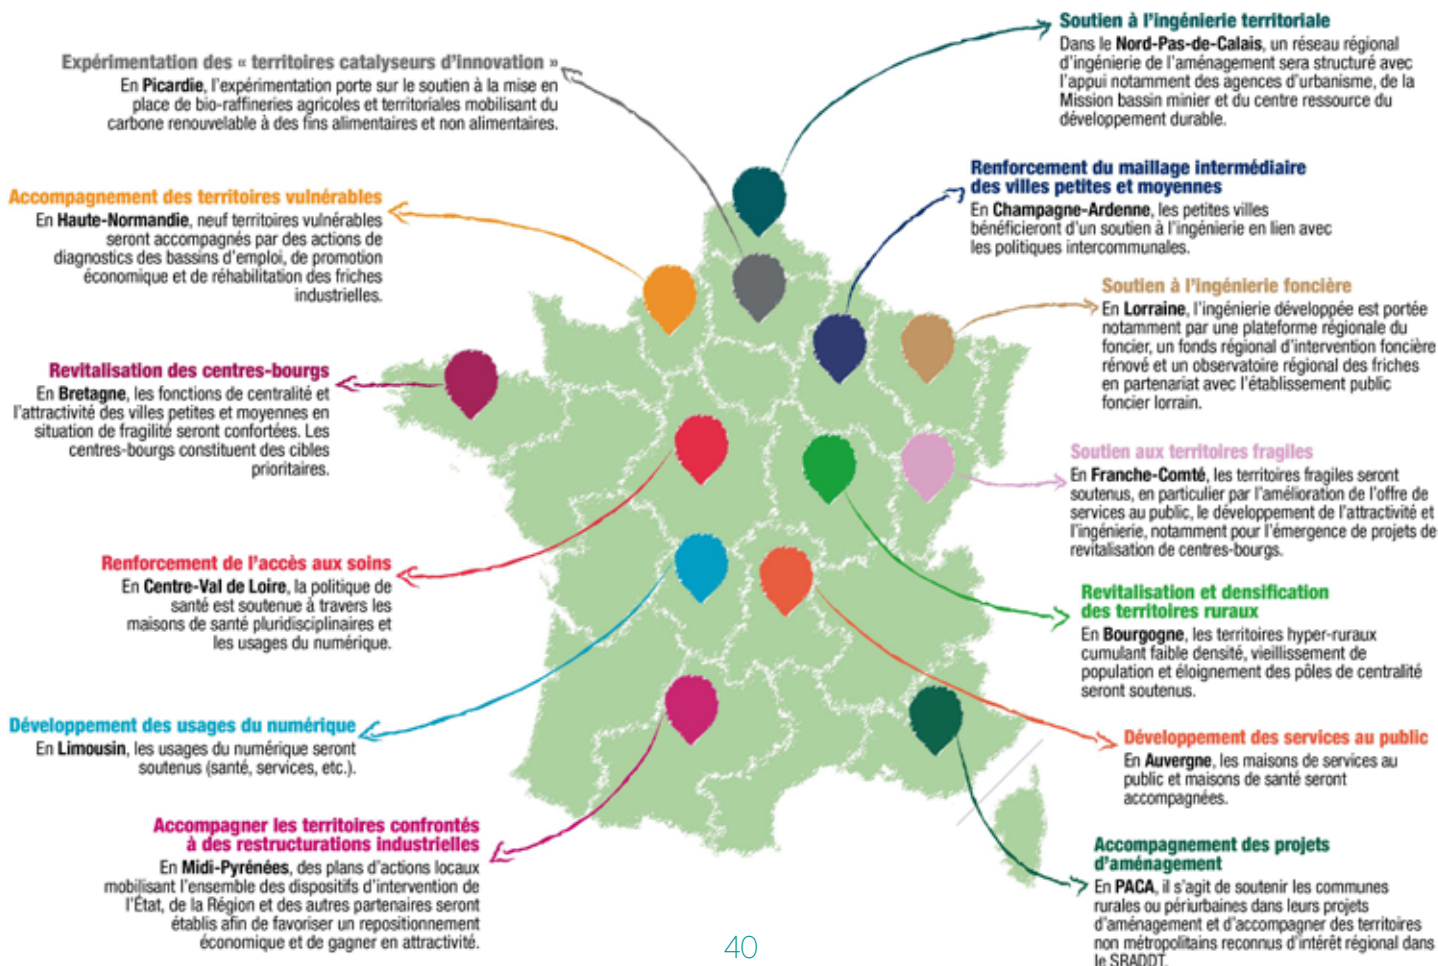 Soutien à l'ingénierie territoriale
Dans le Nord-Pas-de-Calais, un réseau régional
d'ingénierie de l'aménagement sera structuré avec
l'appui notamment des agences d'urbanisme, de la
Mission bassin minier et du centre ressource du
développement durable.
Expérimentation des « territoires catalyseurs d'innovation »
En Picardie, l'expérimentation porte sur le soutien à la mise en
place de bio-raffineries agricoles et territoriales mobilisant du
carbone renouvelable à des fins alimentaires et non alimentaires.
Renforcement du maillage intermédiaire
des villes petites et moyennes
En Champagne-Ardenne, les petites villes
bénéficieront d'un soutien à l'ingénierie en lien avec
les politiques intercommunales.
Accompagnement des territoires vulnérables
En Haute-Normandie, neuf territoires vulnérables
seront accompagnés par des actions de
diagnostics des bassins d'emploi, de promotion
économique et de réhabilitation des friches
industrielles.
Soutien à l'ingénierie foncière
En Lorraine, l'ingénierie développée est portée
notamment par une plateforme régionale du
foncier, un fonds régional d'intervention foncière
rénové et un observatoire régional des friches
en partenariat avec l'établissement public
foncier lorrain.
Revitalisation des centres-bourgs
En Bretagne, les fonctions de centralité et
l'attractivité des villes petites et moyennes en
situation de fragilité seront confortées. Les
centres-bourgs constituent des cibles
prioritaires.
Soutien aux territoires fragiles
En Franche-Comté, les territoires fragiles seront
soutenus, en particulier par l'amélioration de l'offre de
services au public, le développement de l'attractivité et
l'ingénierie, notamment pour l'émergence de projets de
revitalisation de centres-bourgs.
Renforcement de l'accès aux soins
En Centre-Val de Loire, la politique de
santé est soutenue à travers les
maisons de santé pluridisciplinaires et
les usages du numérique.
Revitalisation et densification
des territoires ruraux
En Bourgogne, les territoires hyper-ruraux
cumulant faible densité, vieillissement de
population et éloignement des pôles de centralité
seront soutenus.
Développement des usages du numérique
En Limousin, les usages du numérique seront
soutenus (santé, services, etc.).
Développement des services au public
En Auvergne, les maisons de services au
public et maisons de santé seront
accompagnées.
Accompagner les territoires confrontés
à des restructurations industrielles
En Midi-Pyrénées, des plans d'actions locaux
mobilisant l'ensemble des dispositifs d'intervention de
l'État, de la Région et des autres partenaires seront
établis afin de favoriser un repositionnement
économique et de gagner en attractivité.
Accompagnement des projets
d'aménagement
En PACA, il s'agit de soutenir les communes
rurales ou périurbaines dans leurs projets
d'aménagement et d'accompagner des territoires
non métropolitains reconnus d'intérêt régional dans
le SRADDT.
40